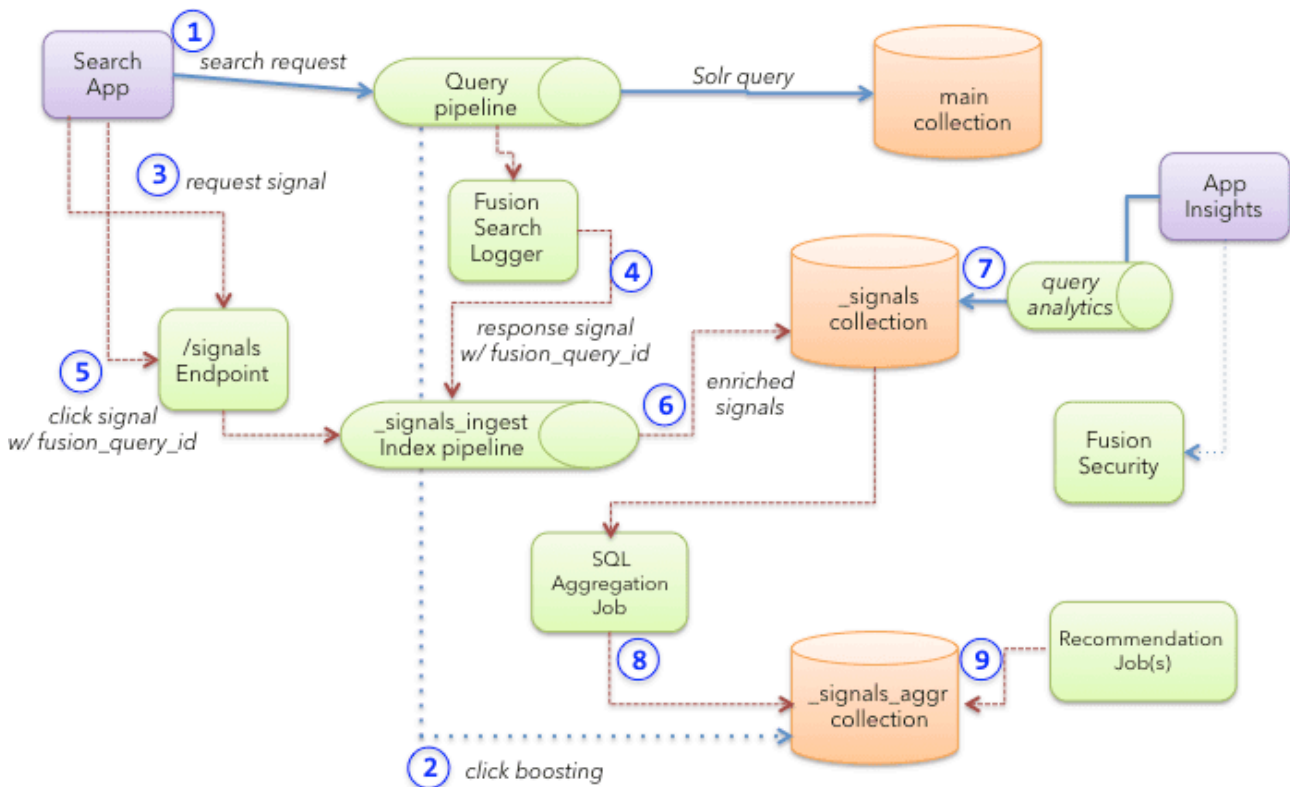 1
Search
App
search request
Query
pipeline
Solr query
main
collection
3
request signal
Fusion
Search
Logger
4
App
Insights
7
query
analytics
_signals
collection
/signals
Endpoint
response signal
w/ fusion_query_id
5
click signal
w/ fusion_query_id
_signals_ingest
Index pipeline
6
enriched
signals
Fusion
Security
SQL
Aggregation
Job
8
9
Recommendation
Job(s)
_signals_aggr
collection
2
click boosting